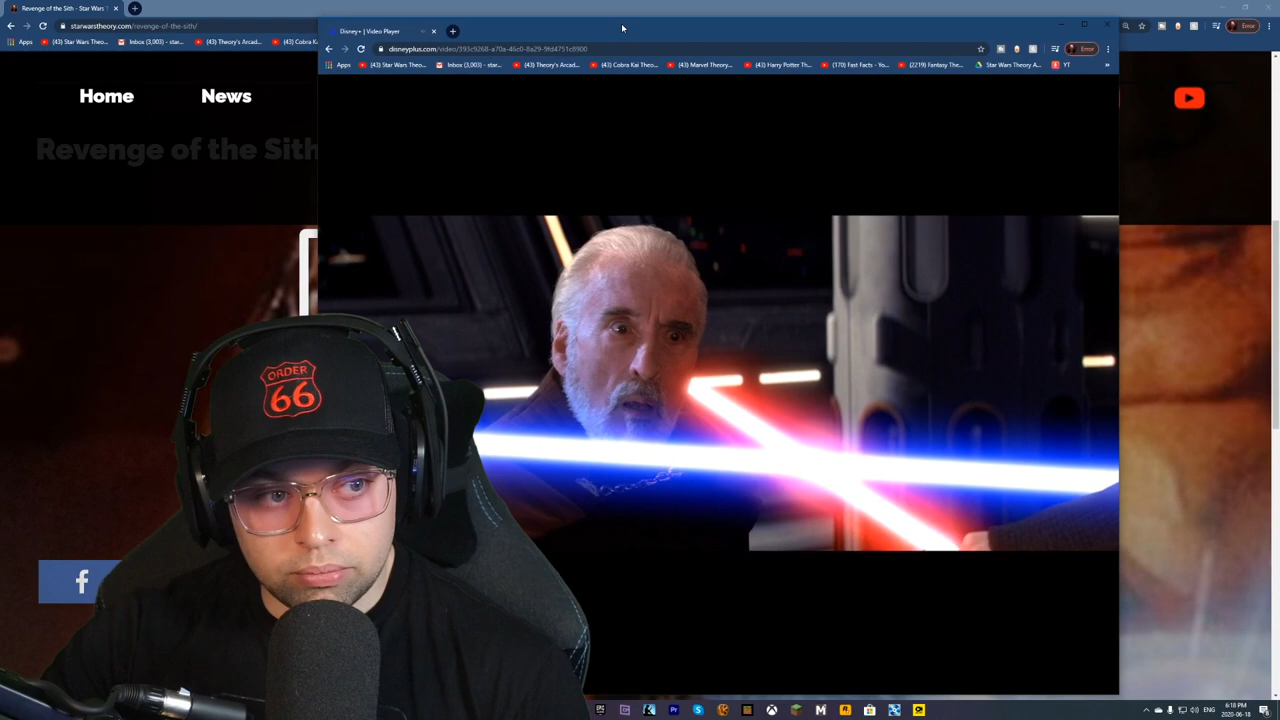 Revenge of the Sith - Star Wars
starwarstheory.com/revenge-of-the-sith/
Apps
(43) Star Wars Theo...
Inbox (3,003) - star...
(43) Theory's Arcad...
(43) Cobra Ka
Error
Home
News
Revenge of the Sith
Disney+ | Video Player
disneyplus.com/video/393c9268-a70a-46c0-8a29-9fd4751c8900
Error
Apps
(43) Star Wars Theo...
Inbox (3,003) - star...
(43) Theory's Arcad...
(43) Cobra Kai Theo...
(43) Marvel Theory...
(43) Harry Potter Th...
(170) Fast Facts - Yo...
(2219) Fantasy The...
Star Wars Theory A...
YT
»
ORDER
66
f
ENG
6:18 PM
2020-06-18